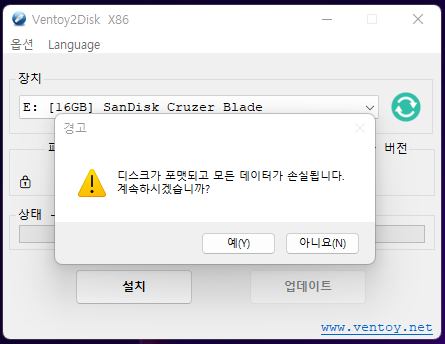 Ventoy2Disk X86
옵션 Language
장치
E: [16GB] SanDisk Cruzer Blade
경고
버전
디스크가 포맷되고 모든 데이터가 손실됩니다.
계속하시겠습니까?
상태 -
예(Y) 아니요(N)
설치 업데이트
www.ventoy.net